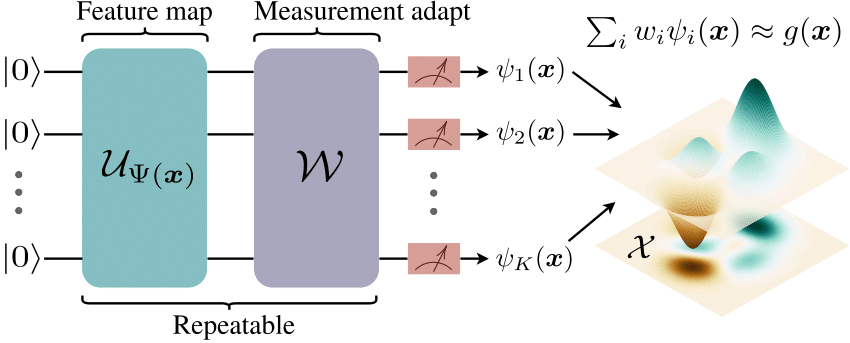 Feature map
Measurement adapt
∑ᵢ wᵢψᵢ(𝒙) ≈ g(𝒙)
|0⟩
ψ₁(𝒙)
|0⟩
ψ₂(𝒙)
𝒰_Ψ(𝒙)
𝒲
|0⟩
ψ_K(𝒙)
𝒳
Repeatable